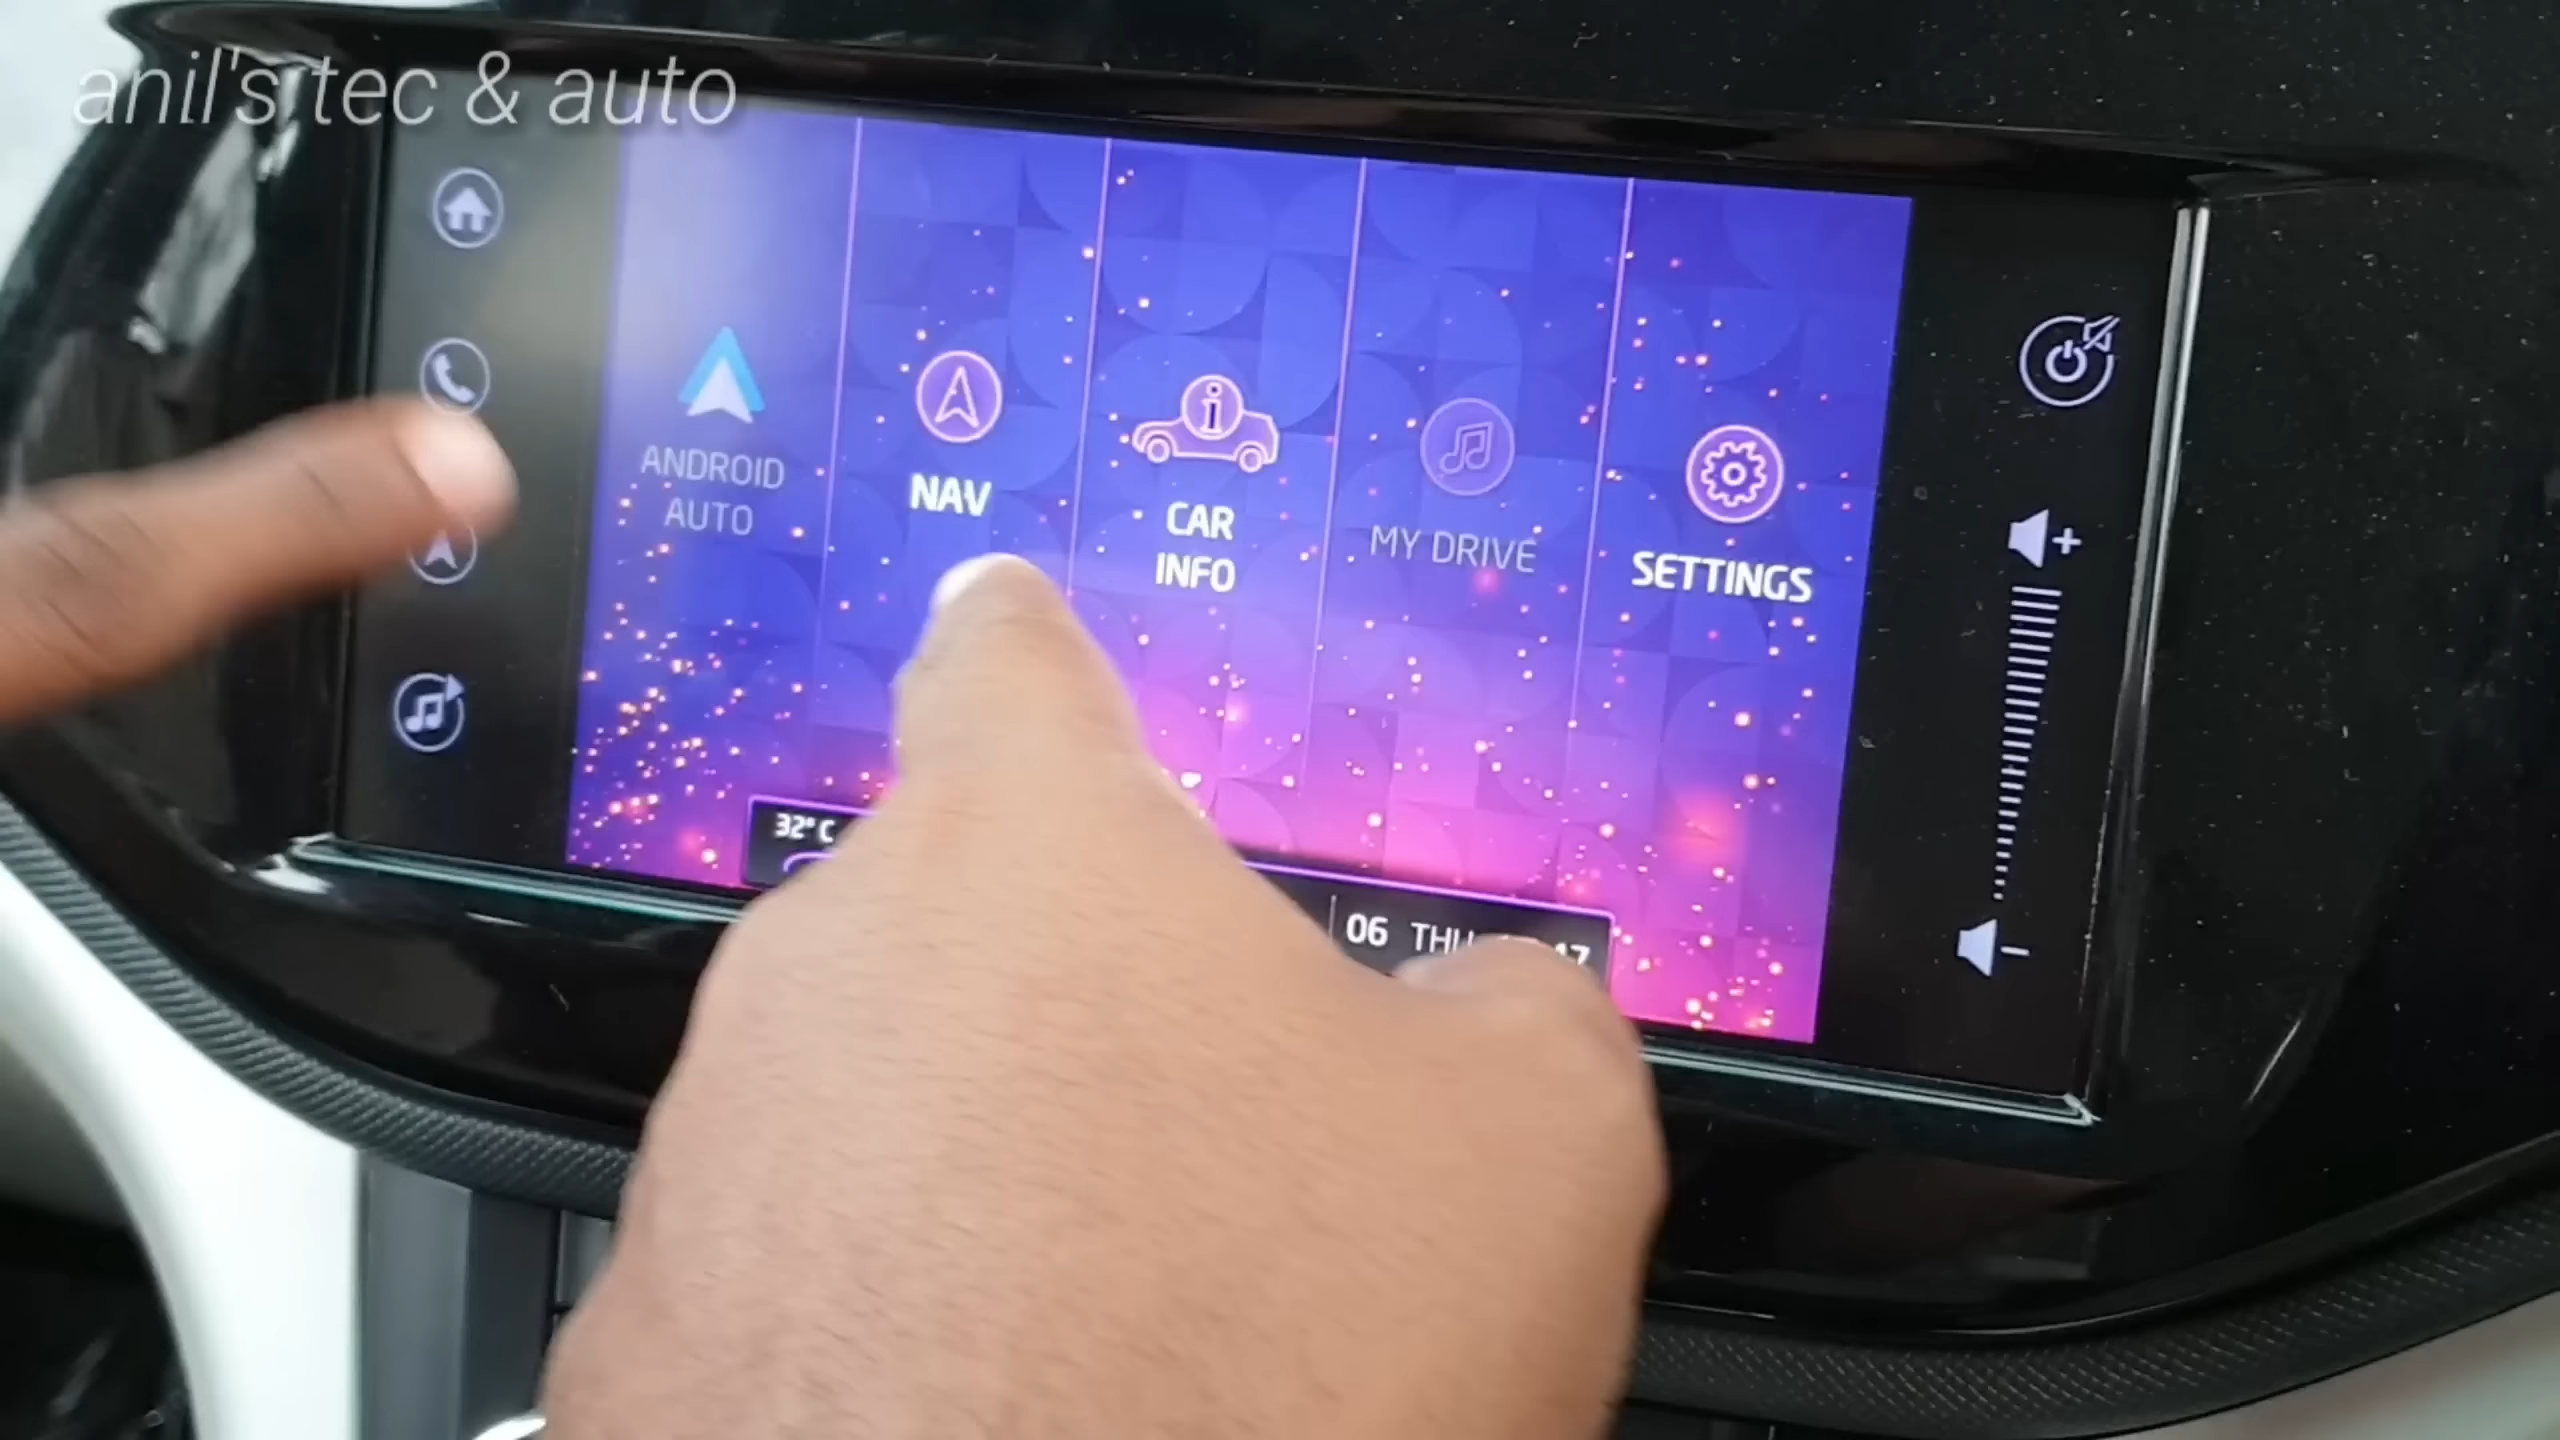 anil's tec & auto
ANDROID
AUTO
NAV
CAR
INFO
MY DRIVE
SETTINGS
32°C
06 THU